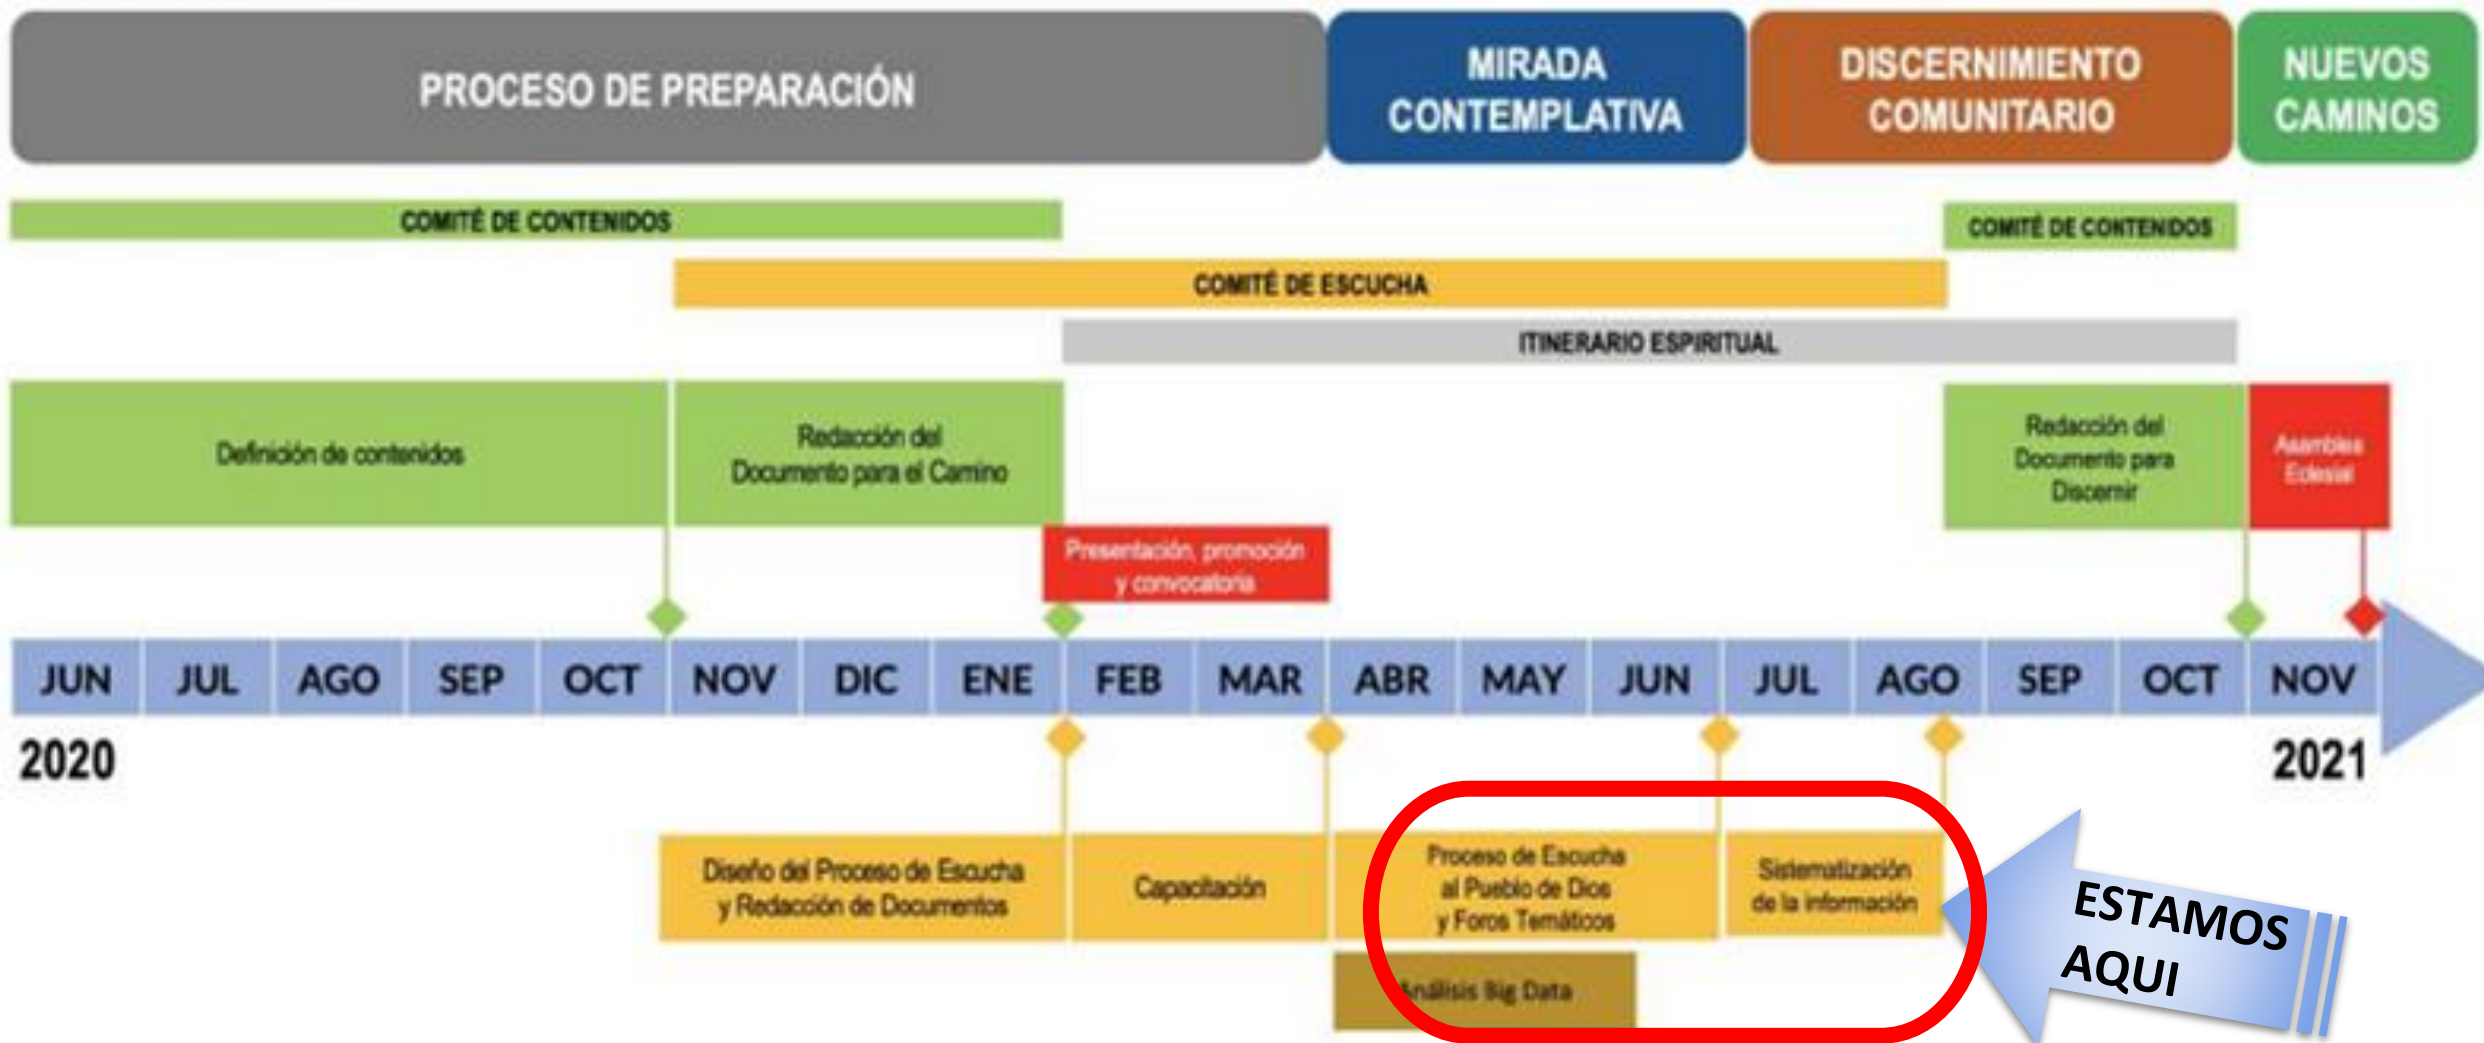 PROCESO DE PREPARACIÓN
MIRADA
CONTEMPLATIVA
DISCERNIMIENTO
COMUNITARIO
NUEVOS
CAMINOS
COMITÉ DE CONTENIDOS
COMITÉ DE CONTENIDOS
COMITÉ DE ESCUCHA
ITINERARIO ESPIRITUAL
Definición de contenidos
Redacción del
Documento para el Camino
Redacción del
Documento para
Discernir
Asamblea
Eclesial
Presentación, promoción
y convocatoria
JUN JUL AGO SEP OCT NOV DIC ENE FEB MAR ABR MAY JUN JUL AGO SEP OCT NOV
2020
2021
Diseño del Proceso de Escucha
y Redacción de Documentos
Capacitación
Proceso de Escucha
al Pueblo de Dios
y Foros Temáticos
Sistematización
de la información
Análisis Big Data
ESTAMOS
AQUI